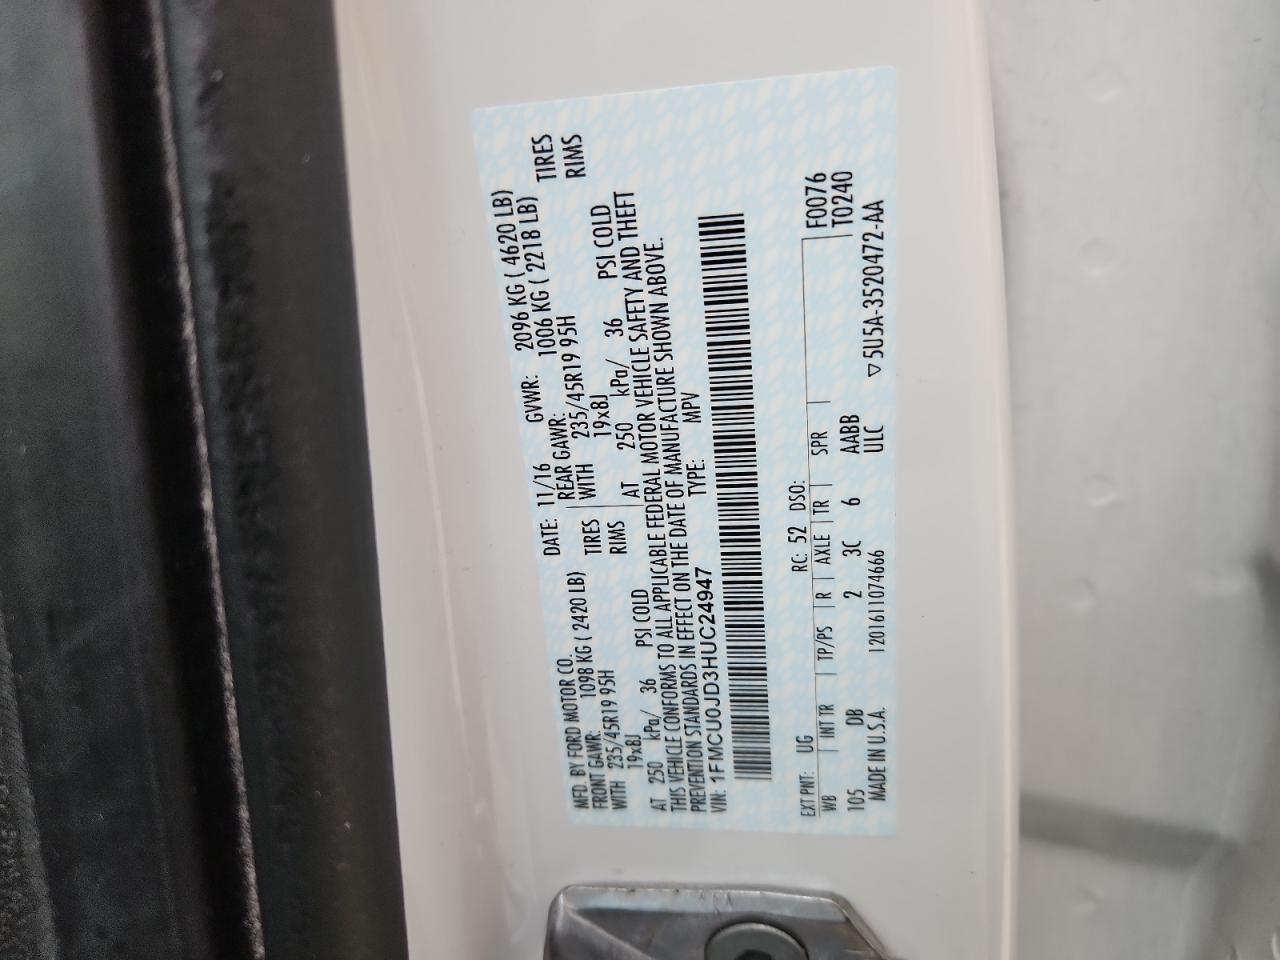 MFD. BY FORD MOTOR CO. DATE: 11/16 GVWR: 2096 KG ( 4620 LB)
FRONT GAWR: 1098 KG ( 2420 LB) REAR GAWR: 1006 KG ( 2218 LB)
WITH 235/45R19 95H TIRES WITH 235/45R19 95H TIRES
19x8J RIMS 19x8J RIMS
AT 250 kPa/ 36 PSI COLD AT 250 kPa/ 36 PSI COLD
THIS VEHICLE CONFORMS TO ALL APPLICABLE FEDERAL MOTOR VEHICLE SAFETY AND THEFT
PREVENTION STANDARDS IN EFFECT ON THE DATE OF MANUFACTURE SHOWN ABOVE.
VIN: 1FMCU0JD3HUC24947 TYPE: MPV
EXT PNT: UG RC: 52 DSO: F0076
WB INT TR TP/PS R AXLE TR SPR T0240
105 DB 2 3C 6 AABB
MADE IN U.S.A. 1201611074666 ULC ▽5U5A-3520472-AA